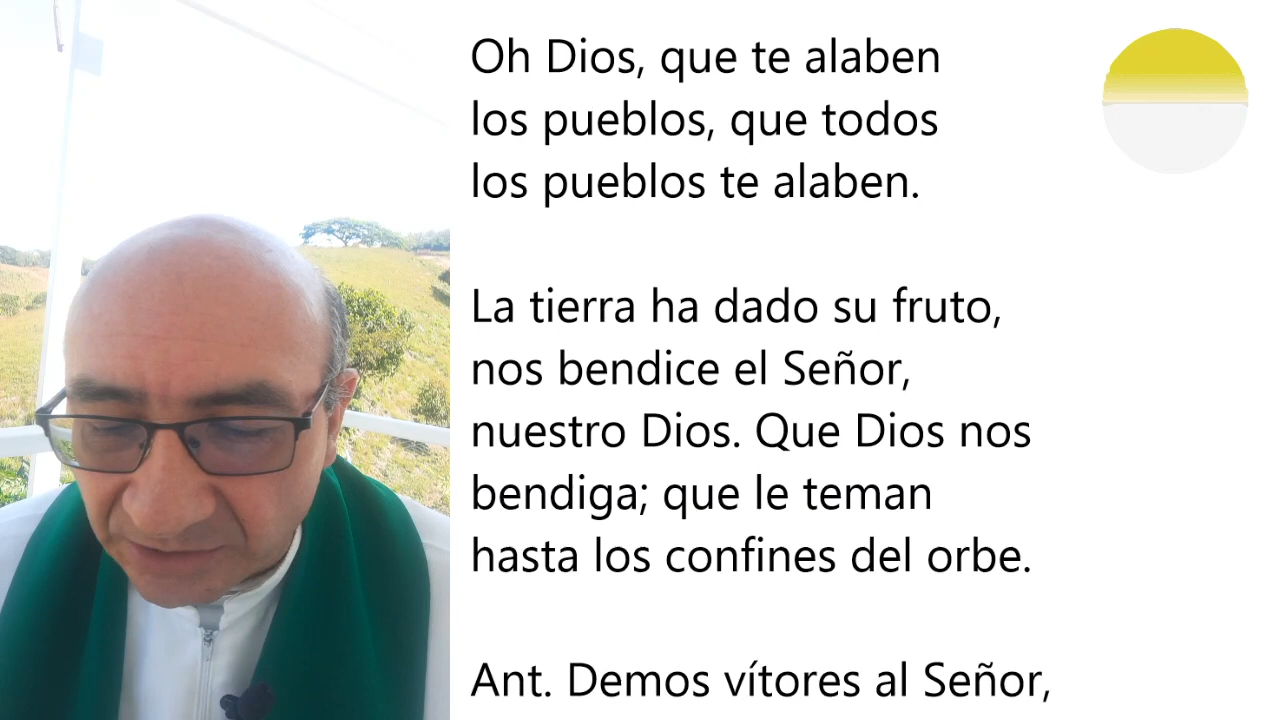 Oh Dios, que te alaben
los pueblos, que todos
los pueblos te alaben.
La tierra ha dado su fruto,
nos bendice el Señor,
nuestro Dios. Que Dios nos
bendiga; que le teman
hasta los confines del orbe.
Ant. Demos vítores al Señor,